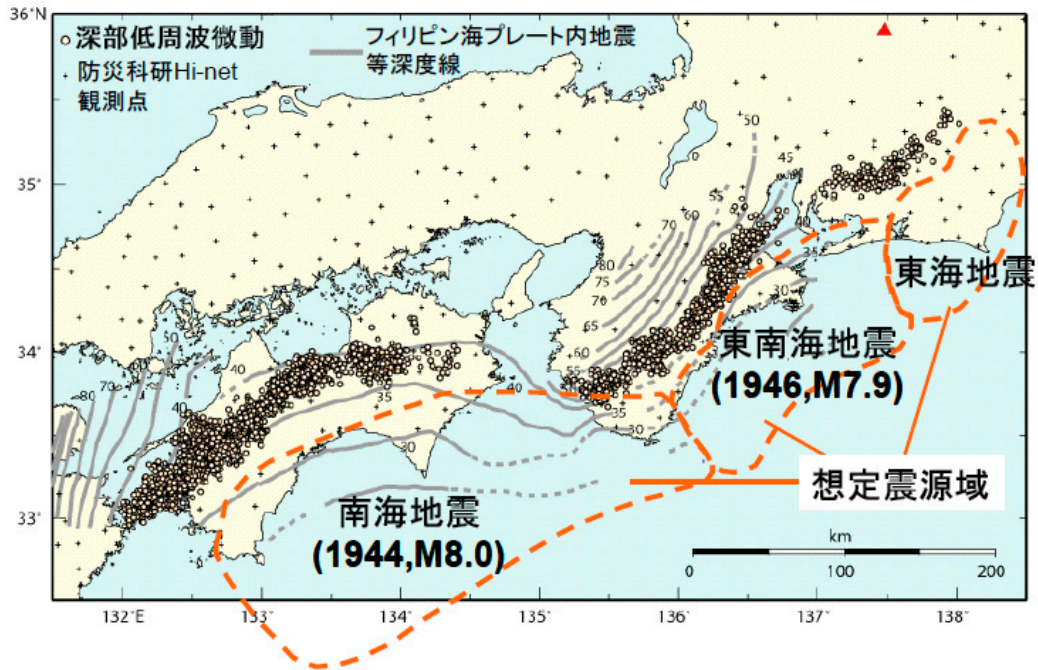 36°N
35°
34°
33°
深部低周波微動
防災科研Hi-net
観測点
フィリピン海プレート内地震
等深度線
50
45
55
60
70
40
35
80
75
70
30
65
60
55
50
60
70
80
40
40
35
30
40
35
30
東海地震
東南海地震
(1946,M7.9)
想定震源域
南海地震
(1944,M8.0)
km
0 100 200
132°E 133° 134° 135° 136° 137° 138°